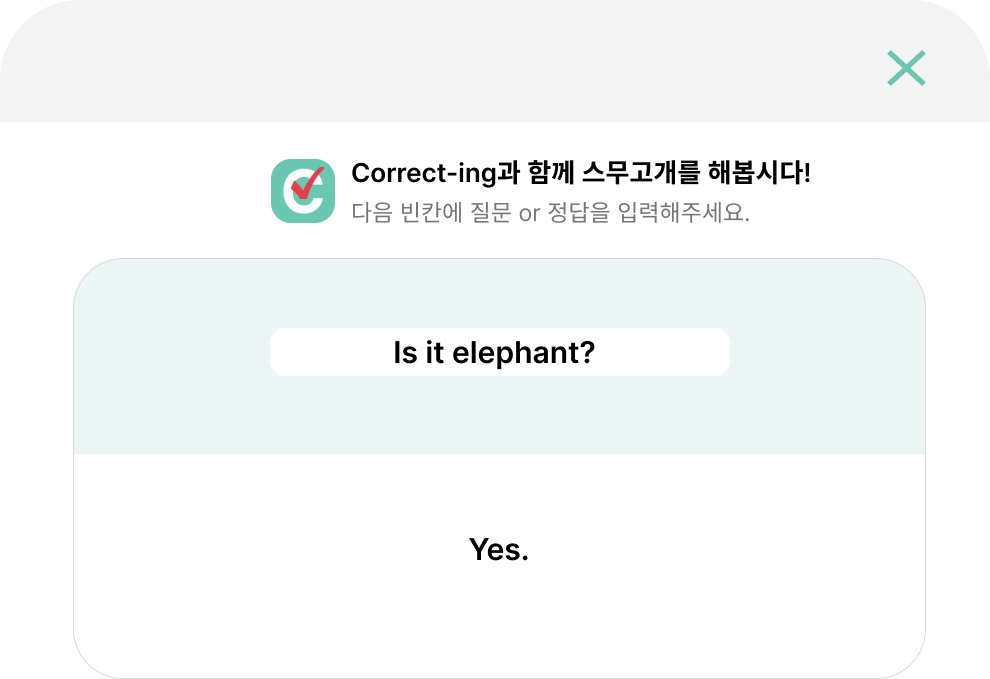 Correct-ing과 함께 스무고개를 해봅시다!
다음 빈칸에 질문 or 정답을 입력해주세요.
Is it elephant?
Yes.